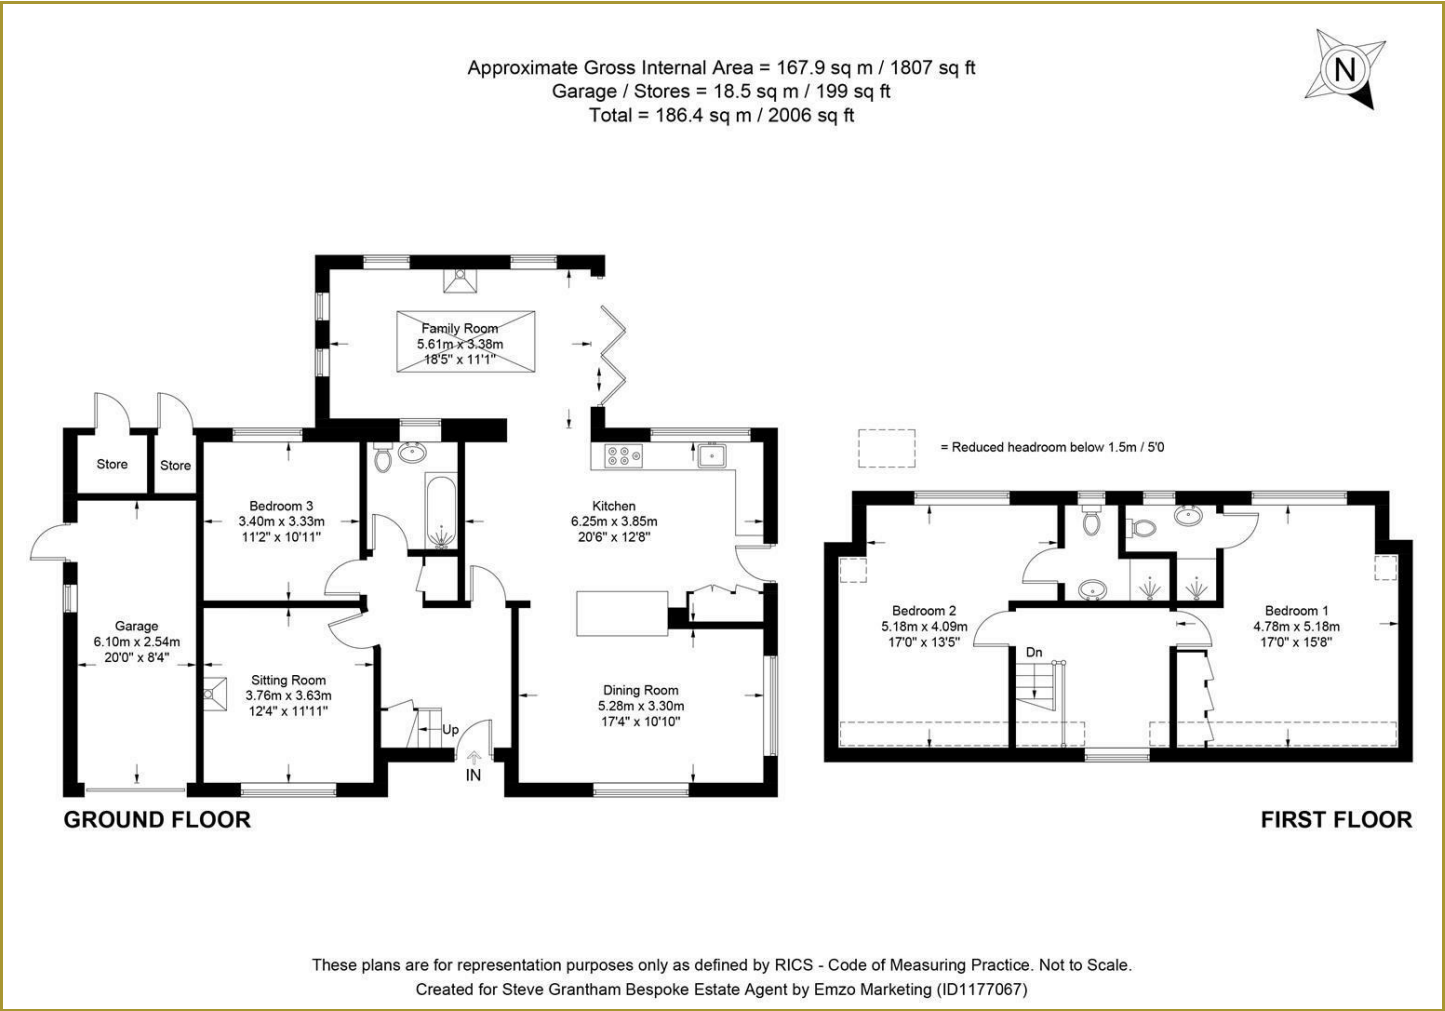 Approximate Gross Internal Area = 167.9 sq m / 1807 sq ft
Garage / Stores = 18.5 sq m / 199 sq ft
Total = 186.4 sq m / 2006 sq ft
N
Family Room
5.61m x 3.38m
18'5" x 11'1"
Store
Store
Bedroom 3
3.40m x 3.33m
11'2" x 10'11"
Kitchen
6.25m x 3.85m
20'6" x 12'8"
Garage
6.10m x 2.54m
20'0" x 8'4"
Sitting Room
3.76m x 3.63m
12'4" x 11'11"
Dining Room
5.28m x 3.30m
17'4" x 10'10"
Up
IN
GROUND FLOOR
= Reduced headroom below 1.5m / 5'0
Bedroom 2
5.18m x 4.09m
17'0" x 13'5"
Bedroom 1
4.78m x 5.18m
17'0" x 15'8"
Dn
FIRST FLOOR
These plans are for representation purposes only as defined by RICS - Code of Measuring Practice. Not to Scale.
Created for Steve Grantham Bespoke Estate Agent by Emzo Marketing (ID1177067)